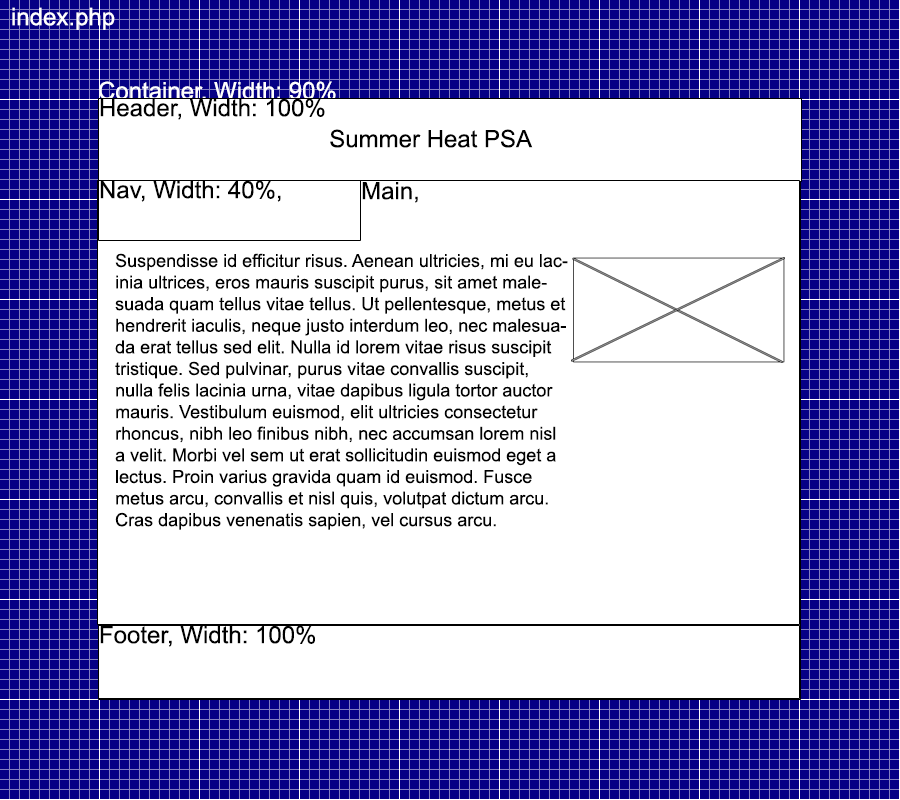 index.php
Container, Width: 90%
Header, Width: 100%
Summer Heat PSA
Nav, Width: 40%,
Main,
Suspendisse id efficitur risus. Aenean ultricies, mi eu lac-
inia ultrices, eros mauris suscipit purus, sit amet male-
suada quam tellus vitae tellus. Ut pellentesque, metus et
hendrerit iaculis, neque justo interdum leo, nec malesua-
da erat tellus sed elit. Nulla id lorem vitae risus suscipit
tristique. Sed pulvinar, purus vitae convallis suscipit,
nulla felis lacinia urna, vitae dapibus ligula tortor auctor
mauris. Vestibulum euismod, elit ultricies consectetur
rhoncus, nibh leo finibus nibh, nec accumsan lorem nisl
a velit. Morbi vel sem ut erat sollicitudin euismod eget a
lectus. Proin varius gravida quam id euismod. Fusce
metus arcu, convallis et nisl quis, volutpat dictum arcu.
Cras dapibus venenatis sapien, vel cursus arcu.
Footer, Width: 100%